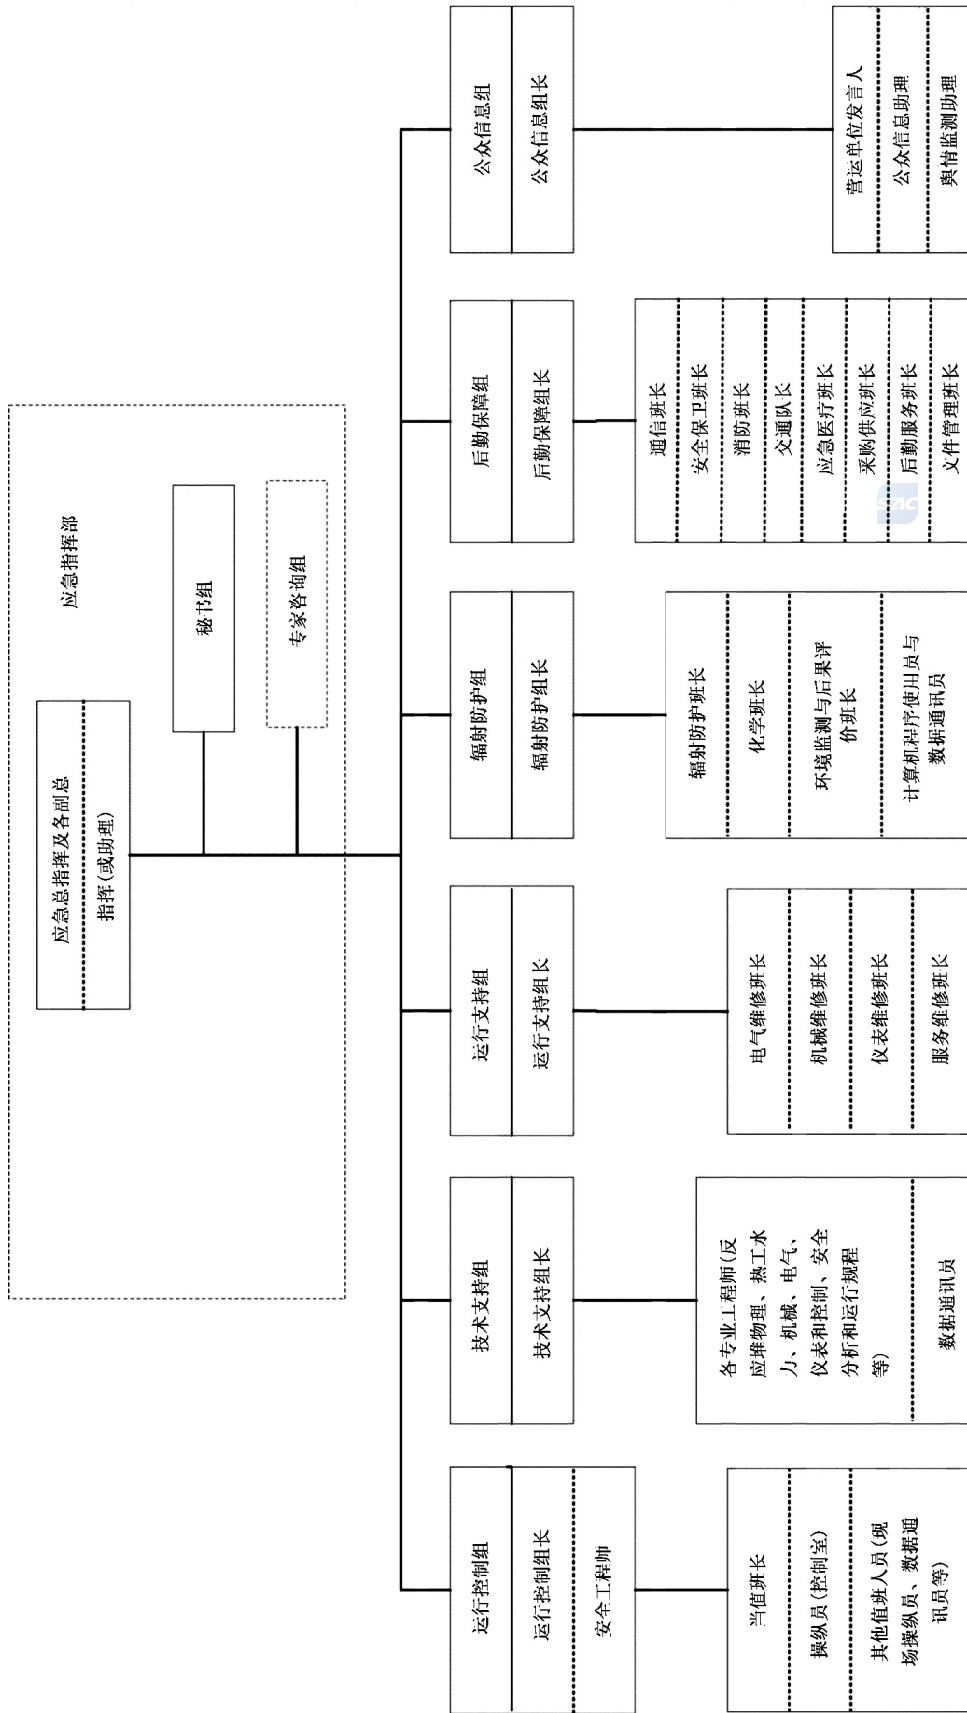 应急指挥部
应急总指挥及各副总
指挥(或助理)
秘书组
专家咨询组
运行控制组
运行控制组长
安全工程师
当值班长
操纵员(控制室)
其他值班人员(现
场操纵员、数据通
讯员等)
技术支持组
技术支持组长
各专业工程师(反
应堆物理、热工水
力、机械、电气、
仪表和控制、安全
分析和运行规程
等)
数据通讯员
运行支持组
运行支持组长
电气维修班长
机械维修班长
仪表维修班长
服务维修班长
辐射防护组
辐射防护组长
辐射防护班长
化学班长
环境监测与后果评
价班长
计算机程序使用员与
数据通讯员
后勤保障组
后勤保障组长
通信班长
安全保卫班长
消防班长
交通队长
应急医疗班长
采购供应班长
后勤服务班长
文件管理班长
公众信息组
公众信息组长
营运单位发言人
公众信息助理
舆情监测助理
SAC